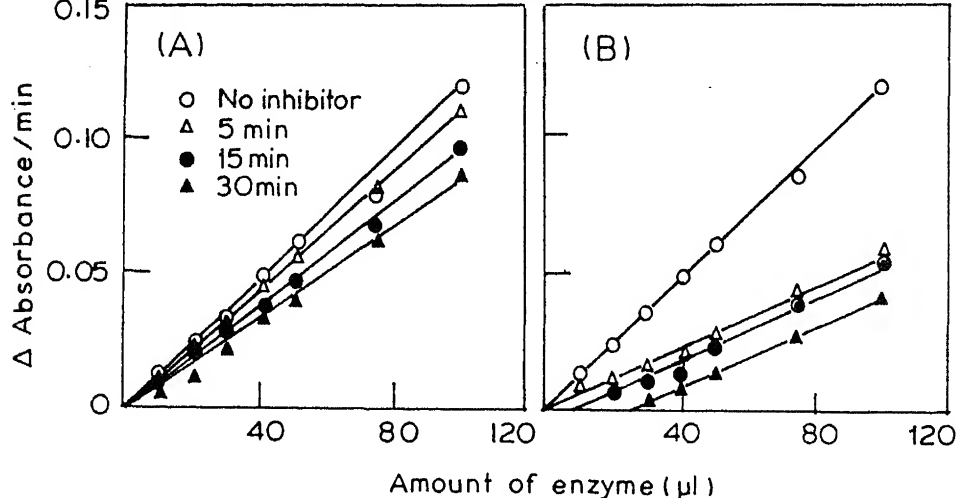 0.15
(A)
(B)
No inhibitor
5 min
15 min
30min
0.10
0.05
0
Δ Absorbance/min
40
80
120
40
80
120
Amount of enzyme (μl)